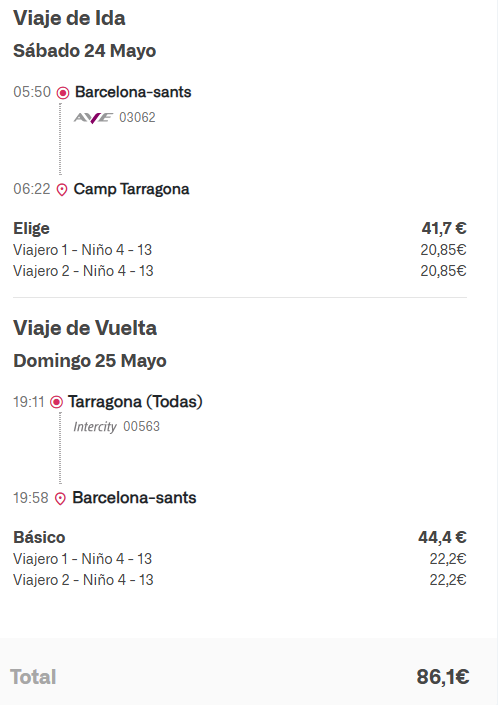 Viaje de Ida
Sábado 24 Mayo
05:50 Barcelona-sants
AVE 03062
06:22 Camp Tarragona
Elige 41,7 €
Viajero 1 - Niño 4 - 13 20,85€
Viajero 2 - Niño 4 - 13 20,85€
Viaje de Vuelta
Domingo 25 Mayo
19:11 Tarragona (Todas)
Intercity 00563
19:58 Barcelona-sants
Básico 44,4 €
Viajero 1 - Niño 4 - 13 22,2€
Viajero 2 - Niño 4 - 13 22,2€
Total 86,1€